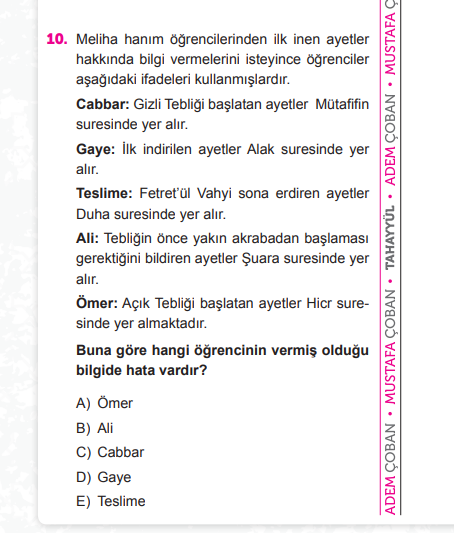 10. Meliha hanım öğrencilerinden ilk inen ayetler
hakkında bilgi vermelerini isteyince öğrenciler
aşağıdaki ifadeleri kullanmışlardır.
Cabbar: Gizli Tebliği başlatan ayetler Mütafifin
suresinde yer alır.
Gaye: İlk indirilen ayetler Alak suresinde yer
alır.
Teslime: Fetret'ül Vahyi sona erdiren ayetler
Duha suresinde yer alır.
Ali: Tebliğin önce yakın akrabadan başlaması
gerektiğini bildiren ayetler Şuara suresinde yer
alır.
Ömer: Açık Tebliği başlatan ayetler Hicr sure-
sinde yer almaktadır.
Buna göre hangi öğrencinin vermiş olduğu
bilgide hata vardır?
A) Ömer
B) Ali
C) Cabbar
D) Gaye
E) Teslime
ADEM ÇOBAN • MUSTAFA ÇOBAN • TAHAYYÜL • ADEM ÇOBAN • MUSTAFA